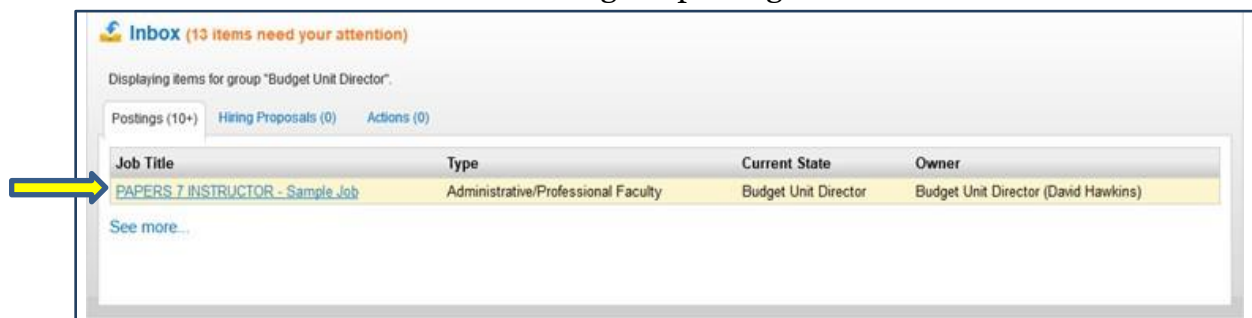 Inbox (13 items need your attention)
Displaying items for group "Budget Unit Director".
Postings (10+) Hiring Proposals (0) Actions (0)
Job Title Type Current State Owner
PAPERS 7 INSTRUCTOR - Sample Job Administrative/Professional Faculty Budget Unit Director Budget Unit Director (David Hawkins)
See more...